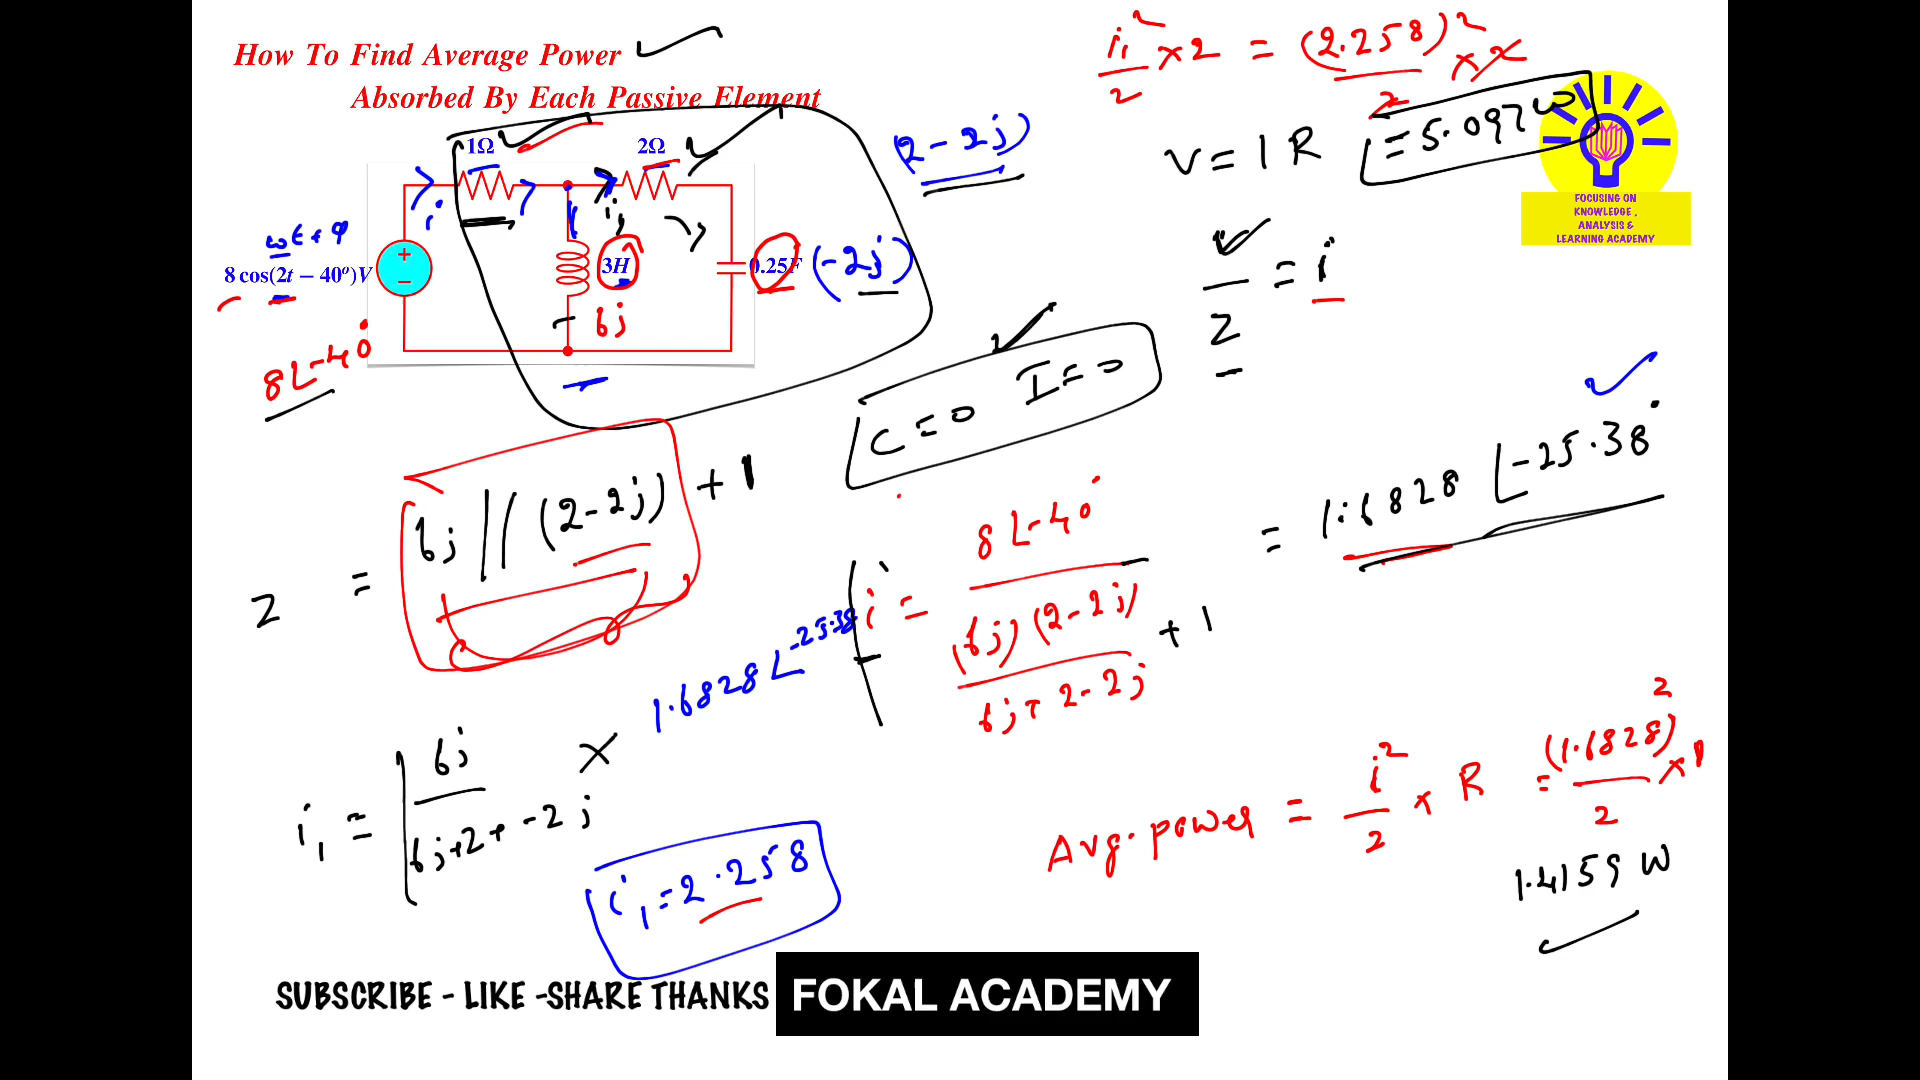 How To Find Average Power
Absorbed By Each Passive Element
1Ω
2Ω
8 cos(2t – 40º)V
3H
0.25F
ωt + φ
i
i₁
6j
(-2j)
(2-2j)
8∠-40°
i₁²/2 × 2 = (2.258)²/2 × 2
= 5.097 W
V = I R
V/Z = i
C = 0 I = 0
Z = 6j || (2-2j) + 1
i = 8∠-40° / ((6j)(2-2j)/(6j+2-2j) + 1) = 1.6828 ∠-25.38°
i₁ = 6j/(6j+2+-2j) × 1.6828∠-25.38
i₁ = 2.258
Avg. power = i²/2 × R = (1.6828)²/2 × 1
1.4159 W
FOCUSING ON
KNOWLEDGE ,
ANALYSIS &
LEARNING ACADEMY
SUBSCRIBE - LIKE -SHARE THANKS
FOKAL ACADEMY